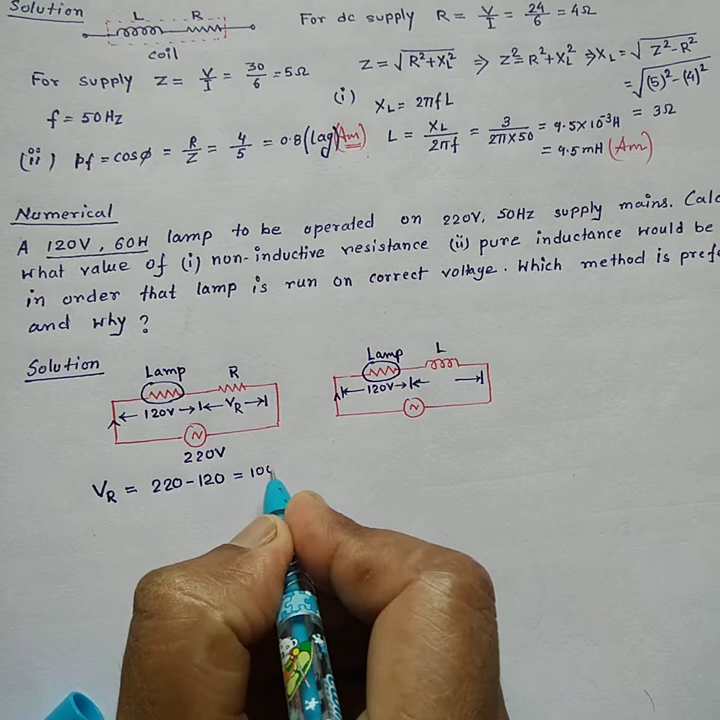 Solution
L R
coil
For dc supply R = V/I = 24/6 = 4Ω
For supply Z = V/I = 30/6 = 5Ω
Z = √R²+X_L² ⇒ Z² = R²+X_L² ⇒ X_L = √Z²-R²
= √(5)²-(4)²
= 3Ω
f = 50Hz
(i) X_L = 2πfL
L = X_L/2πf = 3/2π×50 = 9.5×10⁻³H
= 9.5mH (Ans)
(ii) Pf = cosφ = R/Z = 4/5 = 0.8 (lag) (Ans)
Numerical
A 120V, 60W lamp to be operated on 220V, 50Hz supply mains.
what value of (i) non-inductive resistance (ii) pure inductance would be
in order that lamp is run on correct voltage. Which method is
and why?
Solution
Lamp R
120V V_R
220V
Lamp L
120V
V_R = 220-120 =